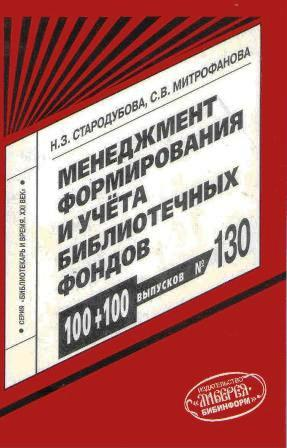 Н.З. СТАРОДУБОВА, С.В. МИТРОФАНОВА
МЕНЕДЖМЕНТ
ФОРМИРОВАНИЯ
И УЧЁТА
БИБЛИОТЕЧНЫХ
ФОНДОВ
100+100 ВЫПУСКОВ № 130
● СЕРИЯ «БИБЛИОТЕКАРЬ И ВРЕМЯ. XXI ВЕК» ●
ИЗДАТЕЛЬСТВО
«ЛИБЕРЕЯ-
БИБИНФОРМ»